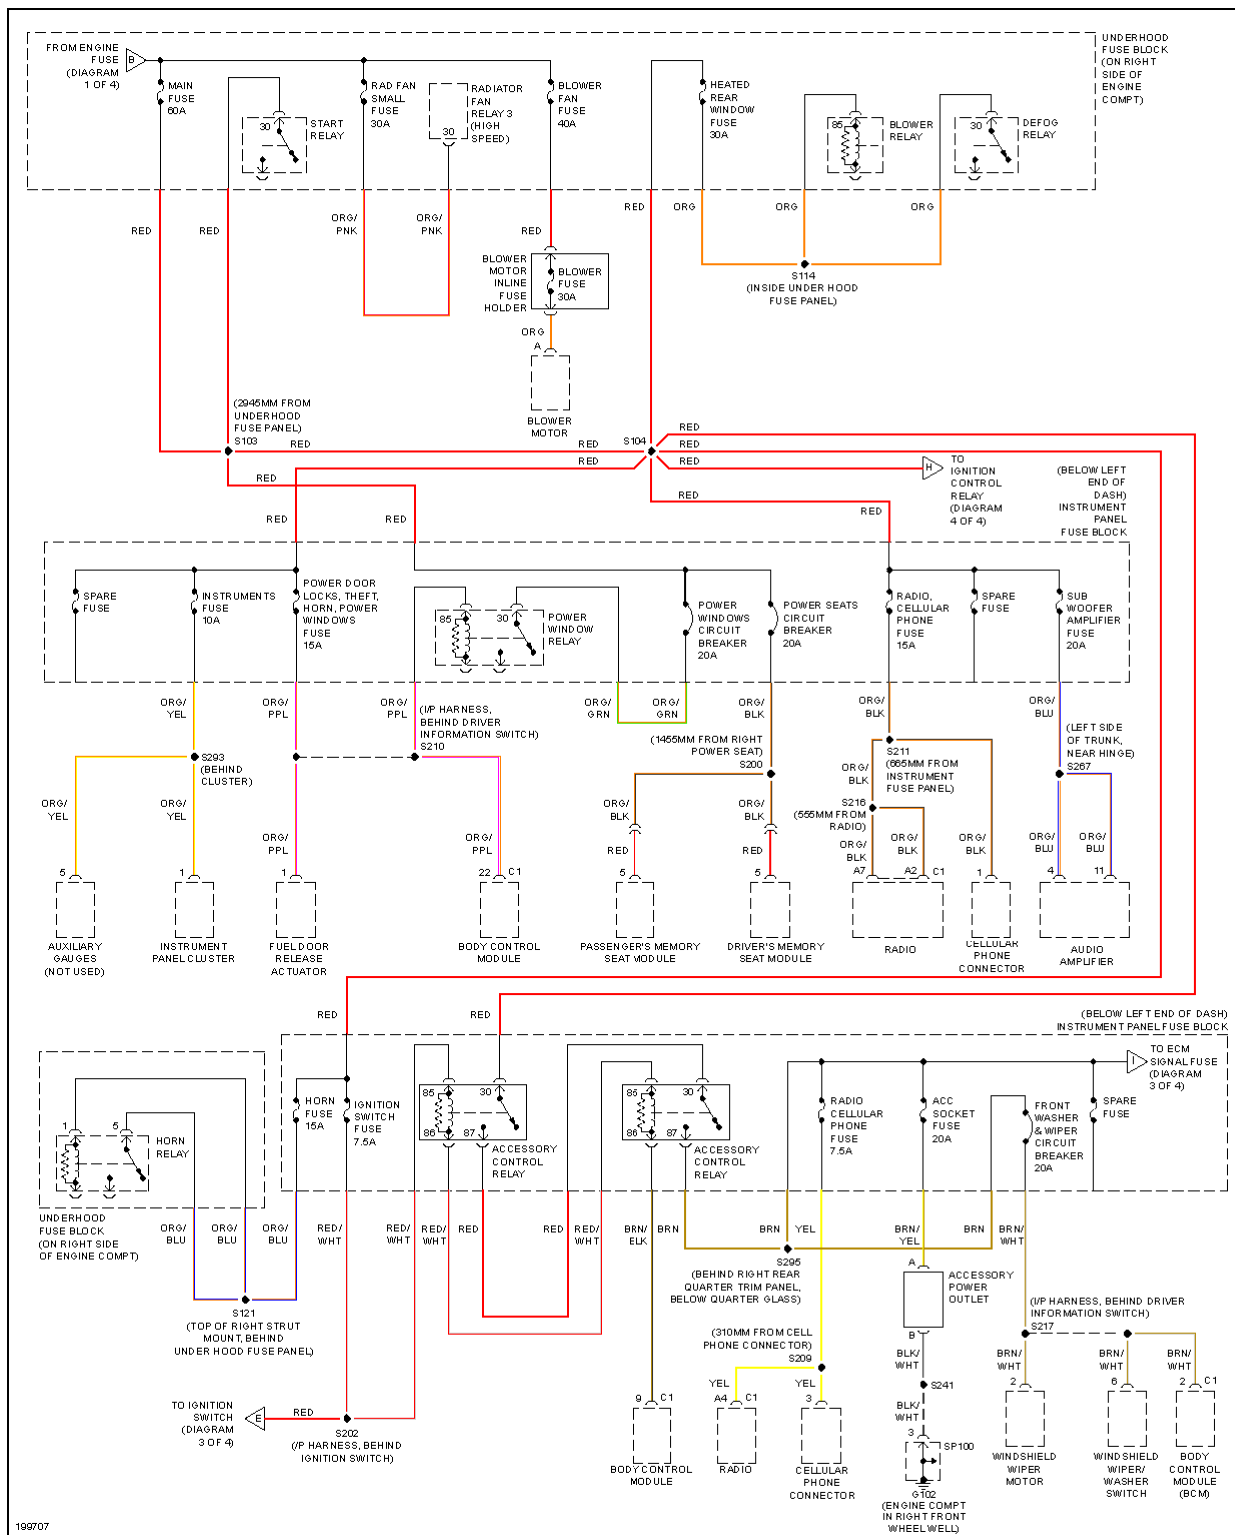 FROM ENGINE
FUSE
(DIAGRAM
1 OF 4)
B
MAIN
FUSE
60A
30
START
RELAY
RAD FAN
SMALL
FUSE
30A
RADIATOR
FAN
RELAY 3
(HIGH
SPEED)
30
BLOWER
FAN
FUSE
40A
HEATED
REAR
WINDOW
FUSE
30A
85
BLOWER
RELAY
30
DEFOG
RELAY
UNDERHOOD
FUSE BLOCK
(ON RIGHT
SIDE OF
ENGINE
COMPT)
RED
RED
ORG/
PNK
ORG/
PNK
RED
RED
ORG
ORG
ORG
BLOWER
MOTOR
INLINE
FUSE
HOLDER
BLOWER
FUSE
30A
S114
(INSIDE UNDER HOOD
FUSE PANEL)
ORG
A
BLOWER
MOTOR
(2945MM FROM
UNDERHOOD
FUSE PANEL)
S103
RED
RED
RED
RED
S104
RED
RED
RED
RED
H
TO
IGNITION
CONTROL
RELAY
(DIAGRAM
4 OF 4)
(BELOW LEFT
END OF
DASH)
INSTRUMENT
PANEL
FUSE BLOCK
RED
RED
RED
SPARE
FUSE
INSTRUMENTS
FUSE
10A
POWER DOOR
LOCKS, THEFT,
HORN, POWER
WINDOWS
FUSE
15A
85
30
POWER
WINDOW
RELAY
POWER
WINDOWS
CIRCUIT
BREAKER
20A
POWER SEATS
CIRCUIT
BREAKER
20A
RADIO,
CELLULAR
PHONE
FUSE
15A
SPARE
FUSE
SUB
WOOFER
AMPLIFIER
FUSE
20A
ORG/
YEL
ORG/
PPL
ORG/
PPL
(I/P HARNESS,
BEHIND DRIVER
INFORMATION SWITCH)
S210
ORG/
GRN
ORG/
GRN
ORG/
BLK
ORG/
BLK
ORG/
BLU
S293
(BEHIND
CLUSTER)
(1455MM FROM RIGHT
POWER SEAT)
S200
S211
(665MM FROM
INSTRUMENT
FUSE PANEL)
(LEFT SIDE
OF TRUNK,
NEAR HINGE)
S267
ORG/
BLK
S216
(555MM FROM
RADIO)
ORG/
YEL
ORG/
YEL
ORG/
PPL
ORG/
PPL
ORG/
BLK
ORG/
BLK
ORG/
BLK
ORG/
BLK
ORG/
BLK
ORG/
BLU
ORG/
BLU
RED
RED
5
1
1
22
C1
5
5
A7
A2
C1
1
4
11
AUXILIARY
GAUGES
(NOT USED)
INSTRUMENT
PANEL CLUSTER
FUEL DOOR
RELEASE
ACTUATOR
BODY CONTROL
MODULE
PASSENGER'S MEMORY
SEAT MODULE
DRIVER'S MEMORY
SEAT MODULE
RADIO
CELLULAR
PHONE
CONNECTOR
AUDIO
AMPLIFIER
RED
RED
(BELOW LEFT END OF DASH)
INSTRUMENT PANEL FUSE BLOCK
1
5
HORN
RELAY
HORN
FUSE
15A
IGNITION
SWITCH
FUSE
7.5A
85
30
86
87
ACCESSORY
CONTROL
RELAY
85
30
86
87
ACCESSORY
CONTROL
RELAY
RADIO
CELLULAR
PHONE
FUSE
7.5A
ACC
SOCKET
FUSE
20A
FRONT
WASHER
& WIPER
CIRCUIT
BREAKER
20A
SPARE
FUSE
I
TO ECM
SIGNAL FUSE
(DIAGRAM
3 OF 4)
UNDERHOOD
FUSE BLOCK
(ON RIGHT SIDE
OF ENGINE COMPT)
ORG/
BLU
ORG/
BLU
ORG/
BLU
RED/
WHT
RED/
WHT
RED/
WHT
RED
RED
RED/
WHT
BRN/
ELK
BRN
BRN
YEL
BRN/
YEL
BRN
BRN/
WHT
S121
(TOP OF RIGHT STRUT
MOUNT, BEHIND
UNDER HOOD FUSE PANEL)
S295
(BEHIND RIGHT REAR
QUARTER TRIM PANEL,
BELOW QUARTER GLASS)
A
ACCESSORY
POWER
OUTLET
B
(I/P HARNESS, BEHIND DRIVER
INFORMATION SWITCH)
S217
(310MM FROM CELL
PHONE CONNECTOR)
S209
BLK/
WHT
S241
BLK/
WHT
BRN/
WHT
BRN/
WHT
BRN/
WHT
YEL
YEL
TO IGNITION
SWITCH
(DIAGRAM
3 OF 4)
E
RED
S202
(I/P HARNESS, BEHIND
IGNITION SWITCH)
9
C1
A4
C1
3
3
SP100
2
6
2
C1
BODY CONTROL
MODULE
RADIO
CELLULAR
PHONE
CONNECTOR
G102
(ENGINE COMPT
IN RIGHT FRONT
WHEELWELL)
WINDSHIELD
WIPER
MOTOR
WINDSHIELD
WIPER/
WASHER
SWITCH
BODY
CONTROL
MODULE
(BCM)
199707